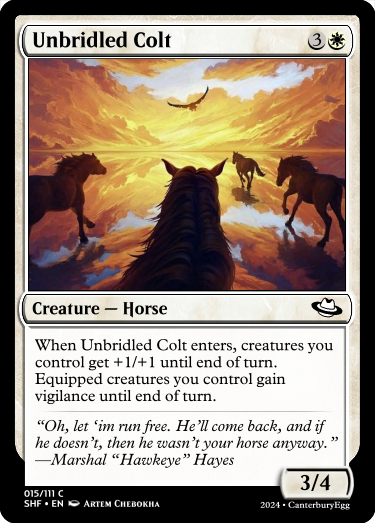 Unbridled Colt 3
Creature — Horse
When Unbridled Colt enters, creatures you
control get +1/+1 until end of turn.
Equipped creatures you control gain
vigilance until end of turn.
“Oh, let ‘im run free. He’ll come back, and if
he doesn’t, then he wasn’t your horse anyway.”
—Marshal “Hawkeye” Hayes
3/4
015/111 C
SHF • EN Artem Chebokha
2024 • CanterburyEgg